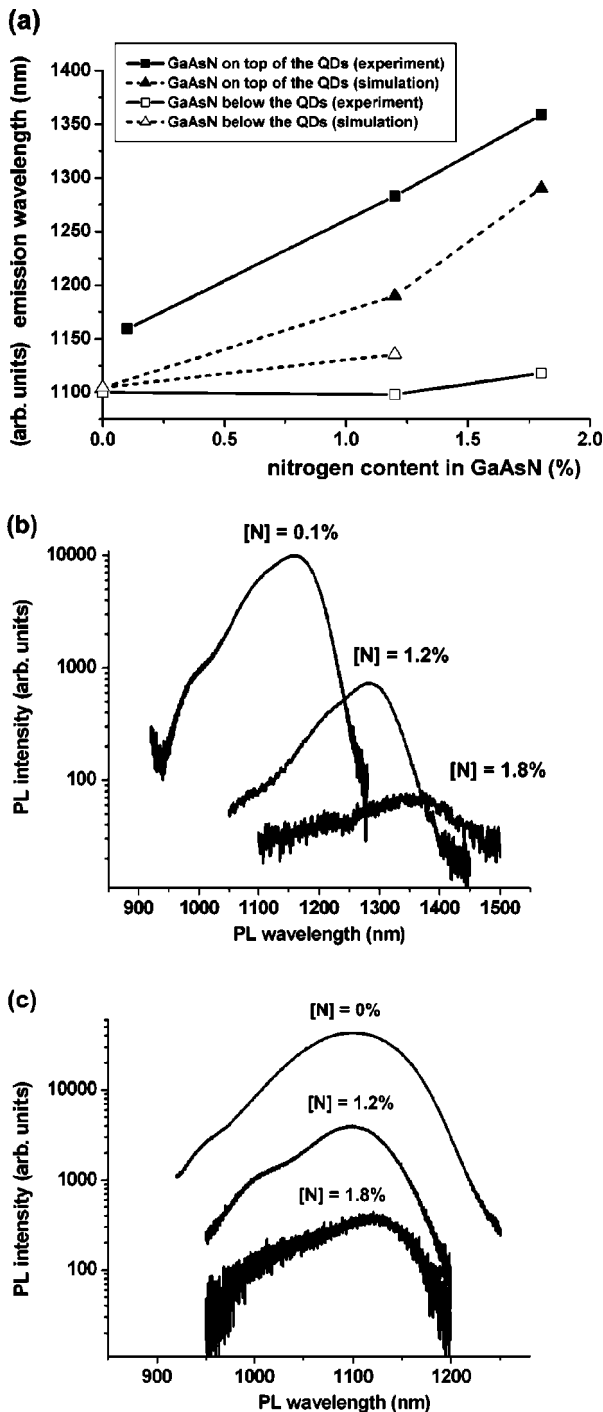 (a)
GaAsN on top of the QDs (experiment)
GaAsN on top of the QDs (simulation)
GaAsN below the QDs (experiment)
GaAsN below the QDs (simulation)
(arb. units) emission wavelength (nm)
1400
1350
1300
1250
1200
1150
1100
0.0 0.5 1.0 1.5 2.0
nitrogen content in GaAsN (%)
(b)
[N] = 0.1%
[N] = 1.2%
[N] = 1.8%
PL intensity (arb. units)
10000
1000
100
900 1000 1100 1200 1300 1400 1500
PL wavelength (nm)
(c)
[N] = 0%
[N] = 1.2%
[N] = 1.8%
PL intensity (arb. units)
10000
1000
100
900 1000 1100 1200
PL wavelength (nm)